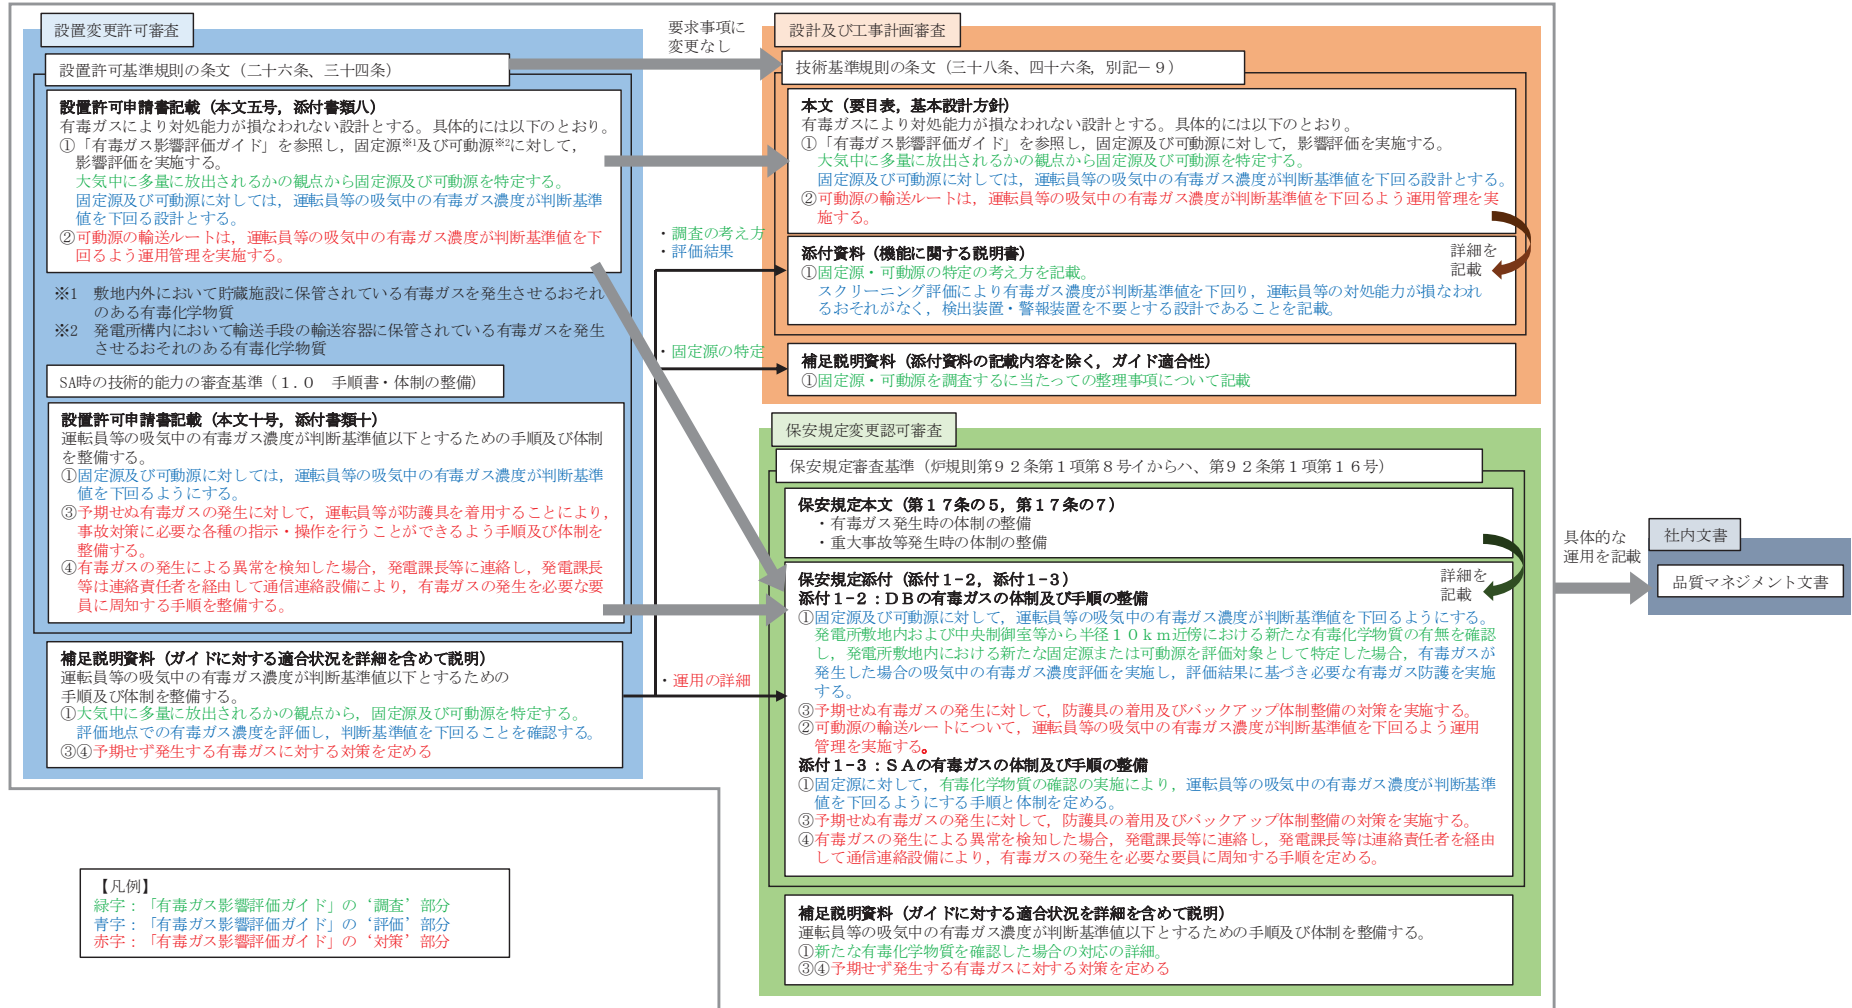 設置変更許可審査
設置許可基準規則の条文（二十六条、三十四条）
設置許可申請書記載（本文五号，添付書類八）
有毒ガスにより対処能力が損なわれない設計とする。具体的には以下のとおり。
①「有毒ガス影響評価ガイド」を参照し，固定源※1及び可動源※2に対して，
影響評価を実施する。
大気中に多量に放出されるかの観点から固定源及び可動源を特定する。
固定源及び可動源に対しては，運転員等の吸気中の有毒ガス濃度が判断基準
値を下回る設計とする。
②可動源の輸送ルートは，運転員等の吸気中の有毒ガス濃度が判断基準値を下
回るよう運用管理を実施する。
※1　敷地内外において貯蔵施設に保管されている有毒ガスを発生させるおそれ
のある有毒化学物質
※2　発電所構内において輸送手段の輸送容器に保管されている有毒ガスを発生
させるおそれのある有毒化学物質
SA時の技術的能力の審査基準（１.０　手順書・体制の整備）
設置許可申請書記載（本文十号，添付書類十）
運転員等の吸気中の有毒ガス濃度が判断基準値以下とするための手順及び体制
を整備する。
①固定源及び可動源に対しては，運転員等の吸気中の有毒ガス濃度が判断基準
値を下回るようにする。
③予期せぬ有毒ガスの発生に対して，運転員等が防護具を着用することにより，
事故対策に必要な各種の指示・操作を行うことができるよう手順及び体制を
整備する。
④有毒ガスの発生による異常を検知した場合，発電課長等に連絡し，発電課長
等は連絡責任者を経由して通信連絡設備により，有毒ガスの発生を必要な要
員に周知する手順を整備する。
補足説明資料（ガイドに対する適合状況を詳細を含めて説明）
運転員等の吸気中の有毒ガス濃度が判断基準値以下とするための
手順及び体制を整備する。
①大気中に多量に放出されるかの観点から，固定源及び可動源を特定する。
評価地点での有毒ガス濃度を評価し，判断基準値を下回ることを確認する。
③④予期せず発生する有毒ガスに対する対策を定める
【凡例】
緑字：「有毒ガス影響評価ガイド」の‘調査’部分
青字：「有毒ガス影響評価ガイド」の‘評価’部分
赤字：「有毒ガス影響評価ガイド」の‘対策’部分
要求事項に
変更なし
・調査の考え方
・評価結果
・固定源の特定
・運用の詳細
設計及び工事計画審査
技術基準規則の条文（三十八条、四十六条，別記－９）
本文（要目表，基本設計方針）
有毒ガスにより対処能力が損なわれない設計とする。具体的には以下のとおり。
①「有毒ガス影響評価ガイド」を参照し，固定源及び可動源に対して，影響評価を実施する。
大気中に多量に放出されるかの観点から固定源及び可動源を特定する。
固定源及び可動源に対しては，運転員等の吸気中の有毒ガス濃度が判断基準値を下回る設計とする。
②可動源の輸送ルートは，運転員等の吸気中の有毒ガス濃度が判断基準値を下回るよう運用管理を実
施する。
詳細を
記載
添付資料（機能に関する説明書）
①固定源・可動源の特定の考え方を記載。
スクリーニング評価により有毒ガス濃度が判断基準値を下回り，運転員等の対処能力が損なわれ
るおそれがなく，検出装置・警報装置を不要とする設計であることを記載。
補足説明資料（添付資料の記載内容を除く，ガイド適合性）
①固定源・可動源を調査するに当たっての整理事項について記載
保安規定変更認可審査
保安規定審査基準（炉規則第９２条第１項第８号イからハ、第９２条第１項第１６号）
保安規定本文（第１７条の５，第１７条の７）
・有毒ガス発生時の体制の整備
・重大事故等発生時の体制の整備
詳細を
記載
保安規定添付（添付１-２，添付１-３）
添付１-２：ＤＢの有毒ガスの体制及び手順の整備
①固定源及び可動源に対して，運転員等の吸気中の有毒ガス濃度が判断基準値を下回るようにする。
発電所敷地内および中央制御室等から半径１０ｋｍ近傍における新たな有毒化学物質の有無を確認
し，発電所敷地内における新たな固定源または可動源を評価対象として特定した場合，有毒ガスが
発生した場合の吸気中の有毒ガス濃度評価を実施し，評価結果に基づき必要な有毒ガス防護を実施
する。
③予期せぬ有毒ガスの発生に対して，防護具の着用及びバックアップ体制整備の対策を実施する。
②可動源の輸送ルートについて，運転員等の吸気中の有毒ガス濃度が判断基準値を下回るよう運用
管理を実施する。
添付１-３：ＳＡの有毒ガスの体制及び手順の整備
①固定源に対して，有毒化学物質の確認の実施により，運転員等の吸気中の有毒ガス濃度が判断基準
値を下回るようにする手順と体制を定める。
③予期せぬ有毒ガスの発生に対して，防護具の着用及びバックアップ体制整備の対策を実施する。
④有毒ガスの発生による異常を検知した場合，発電課長等に連絡し，発電課長等は連絡責任者を経由
して通信連絡設備により，有毒ガスの発生を必要な要員に周知する手順を定める。
補足説明資料（ガイドに対する適合状況を詳細を含めて説明）
運転員等の吸気中の有毒ガス濃度が判断基準値以下とするための手順及び体制を整備する。
①新たな有毒化学物質を確認した場合の対応の詳細。
③④予期せず発生する有毒ガスに対する対策を定める
具体的な
運用を記載
社内文書
品質マネジメント文書